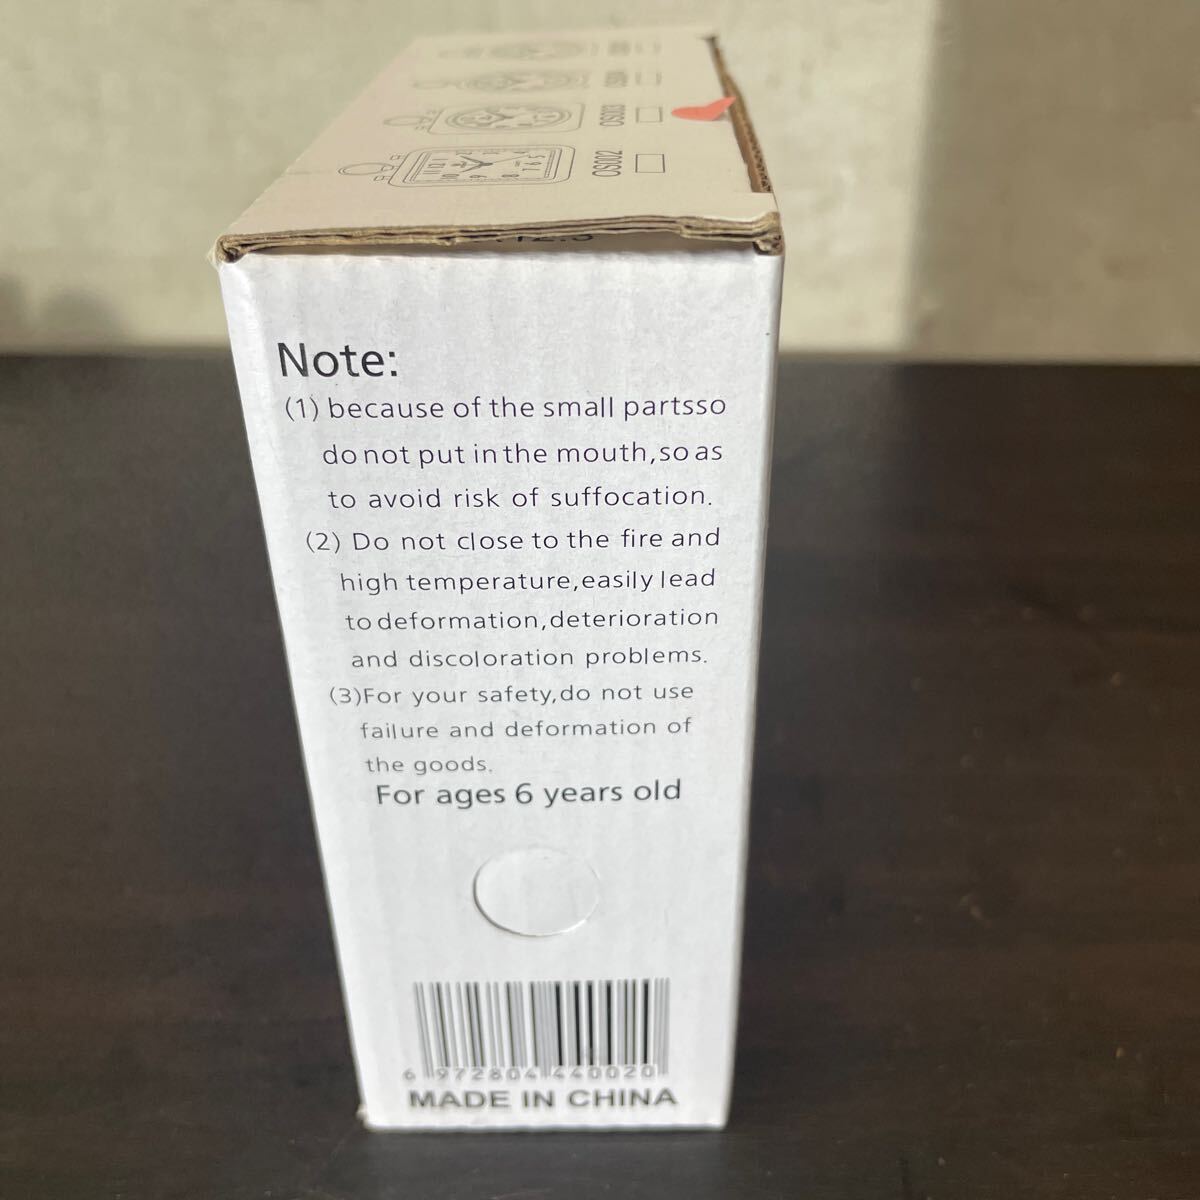 OS003
OS002
Note:
(1) because of the small partsso
do not put in the mouth,so as
to avoid risk of suffocation.
(2) Do not close to the fire and
high temperature,easily lead
to deformation,deterioration
and discoloration problems.
(3)For your safety,do not use
failure and deformation of
the goods.
For ages 6 years old
6 972804 440020
MADE IN CHINA